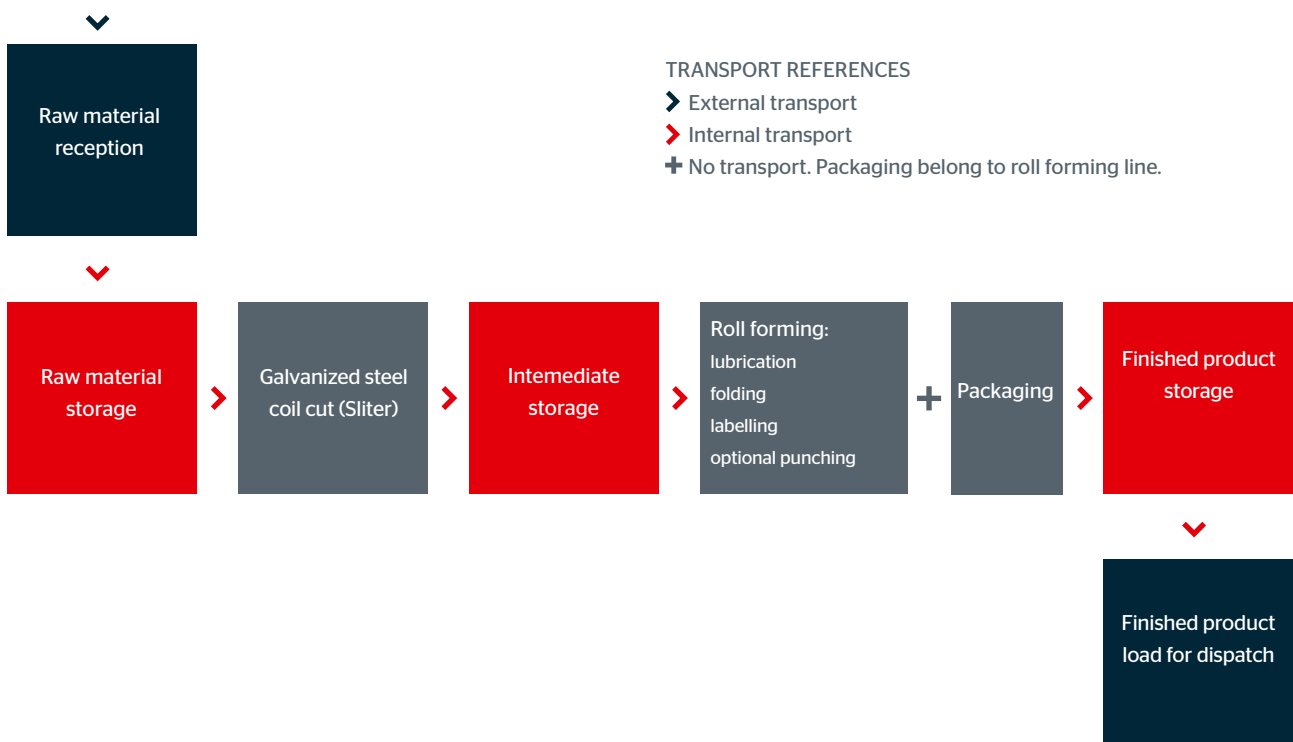 Raw material
reception
TRANSPORT REFERENCES
External transport
Internal transport
No transport. Packaging belong to roll forming line.
Raw material
storage
Galvanized steel
coil cut (Sliter)
Intemediate
storage
Roll forming:
lubrication
folding
labelling
optional punching
Packaging
Finished product
storage
Finished product
load for dispatch